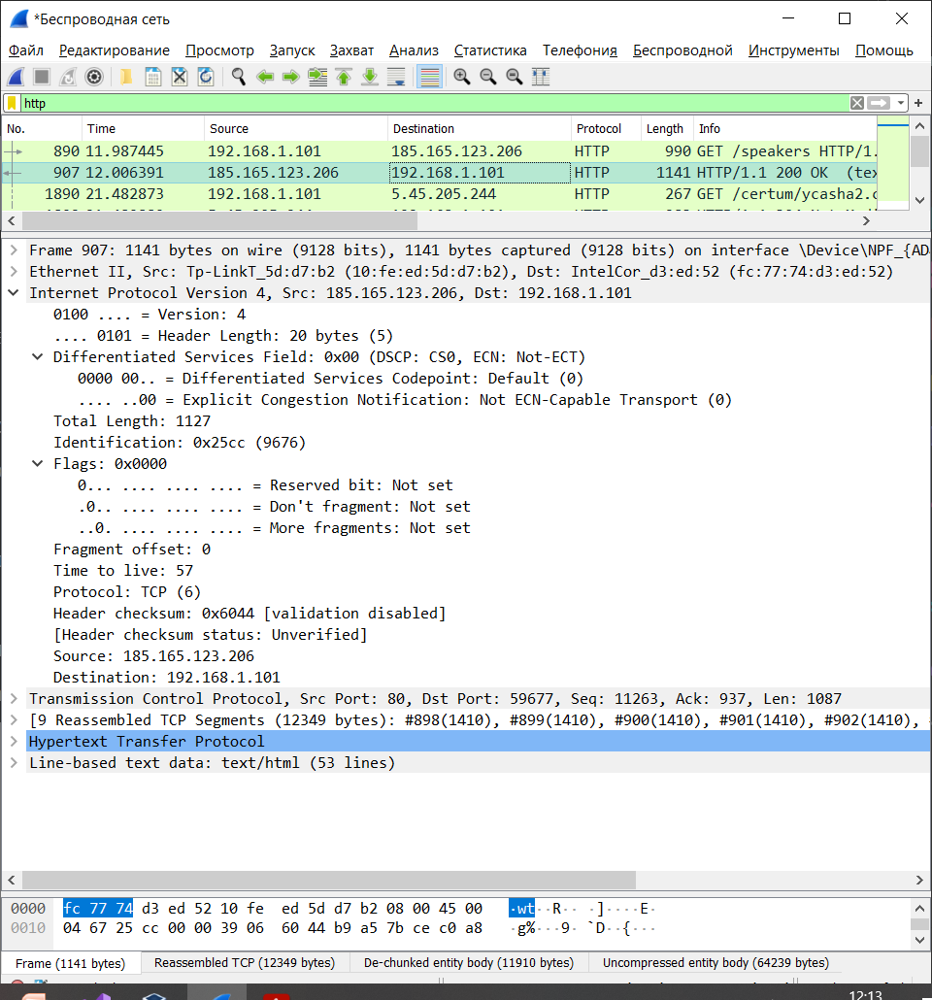 *Беспроводная сеть
Файл Редактирование Просмотр Запуск Захват Анализ Статистика Телефония Беспроводной Инструменты Помощь
http
No. Time Source Destination Protocol Length Info
890 11.987445 192.168.1.101 185.165.123.206 HTTP 990 GET /speakers HTTP/1.
907 12.006391 185.165.123.206 192.168.1.101 HTTP 1141 HTTP/1.1 200 OK (tex
1890 21.482873 192.168.1.101 5.45.205.244 HTTP 267 GET /certum/ycasha2.c
Frame 907: 1141 bytes on wire (9128 bits), 1141 bytes captured (9128 bits) on interface \Device\NPF_{AD
Ethernet II, Src: Tp-LinkT_5d:d7:b2 (10:fe:ed:5d:d7:b2), Dst: IntelCor_d3:ed:52 (fc:77:74:d3:ed:52)
Internet Protocol Version 4, Src: 185.165.123.206, Dst: 192.168.1.101
0100 .... = Version: 4
.... 0101 = Header Length: 20 bytes (5)
Differentiated Services Field: 0x00 (DSCP: CS0, ECN: Not-ECT)
0000 00.. = Differentiated Services Codepoint: Default (0)
.... ..00 = Explicit Congestion Notification: Not ECN-Capable Transport (0)
Total Length: 1127
Identification: 0x25cc (9676)
Flags: 0x0000
0... .... .... .... = Reserved bit: Not set
.0.. .... .... .... = Don't fragment: Not set
..0. .... .... .... = More fragments: Not set
Fragment offset: 0
Time to live: 57
Protocol: TCP (6)
Header checksum: 0x6044 [validation disabled]
[Header checksum status: Unverified]
Source: 185.165.123.206
Destination: 192.168.1.101
Transmission Control Protocol, Src Port: 80, Dst Port: 59677, Seq: 11263, Ack: 937, Len: 1087
[9 Reassembled TCP Segments (12349 bytes): #898(1410), #899(1410), #900(1410), #901(1410), #902(1410),
Hypertext Transfer Protocol
Line-based text data: text/html (53 lines)
0000 fc 77 74 d3 ed 52 10 fe ed 5d d7 b2 08 00 45 00 ·wt··R·· ·]····E·
0010 04 67 25 cc 00 00 39 06 60 44 b9 a5 7b ce c0 a8 ·g%···9· `D··{···
Frame (1141 bytes) Reassembled TCP (12349 bytes) De-chunked entity body (11910 bytes) Uncompressed entity body (64239 bytes)
12:13